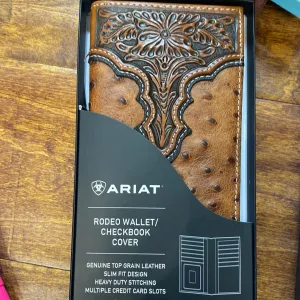 ARIAT
RODEO WALLET/
CHECKBOOK
COVER
GENUINE TOP GRAIN LEATHER
SLIM FIT DESIGN
HEAVY DUTY STITCHING
MULTIPLE CREDIT CARD SLOTS